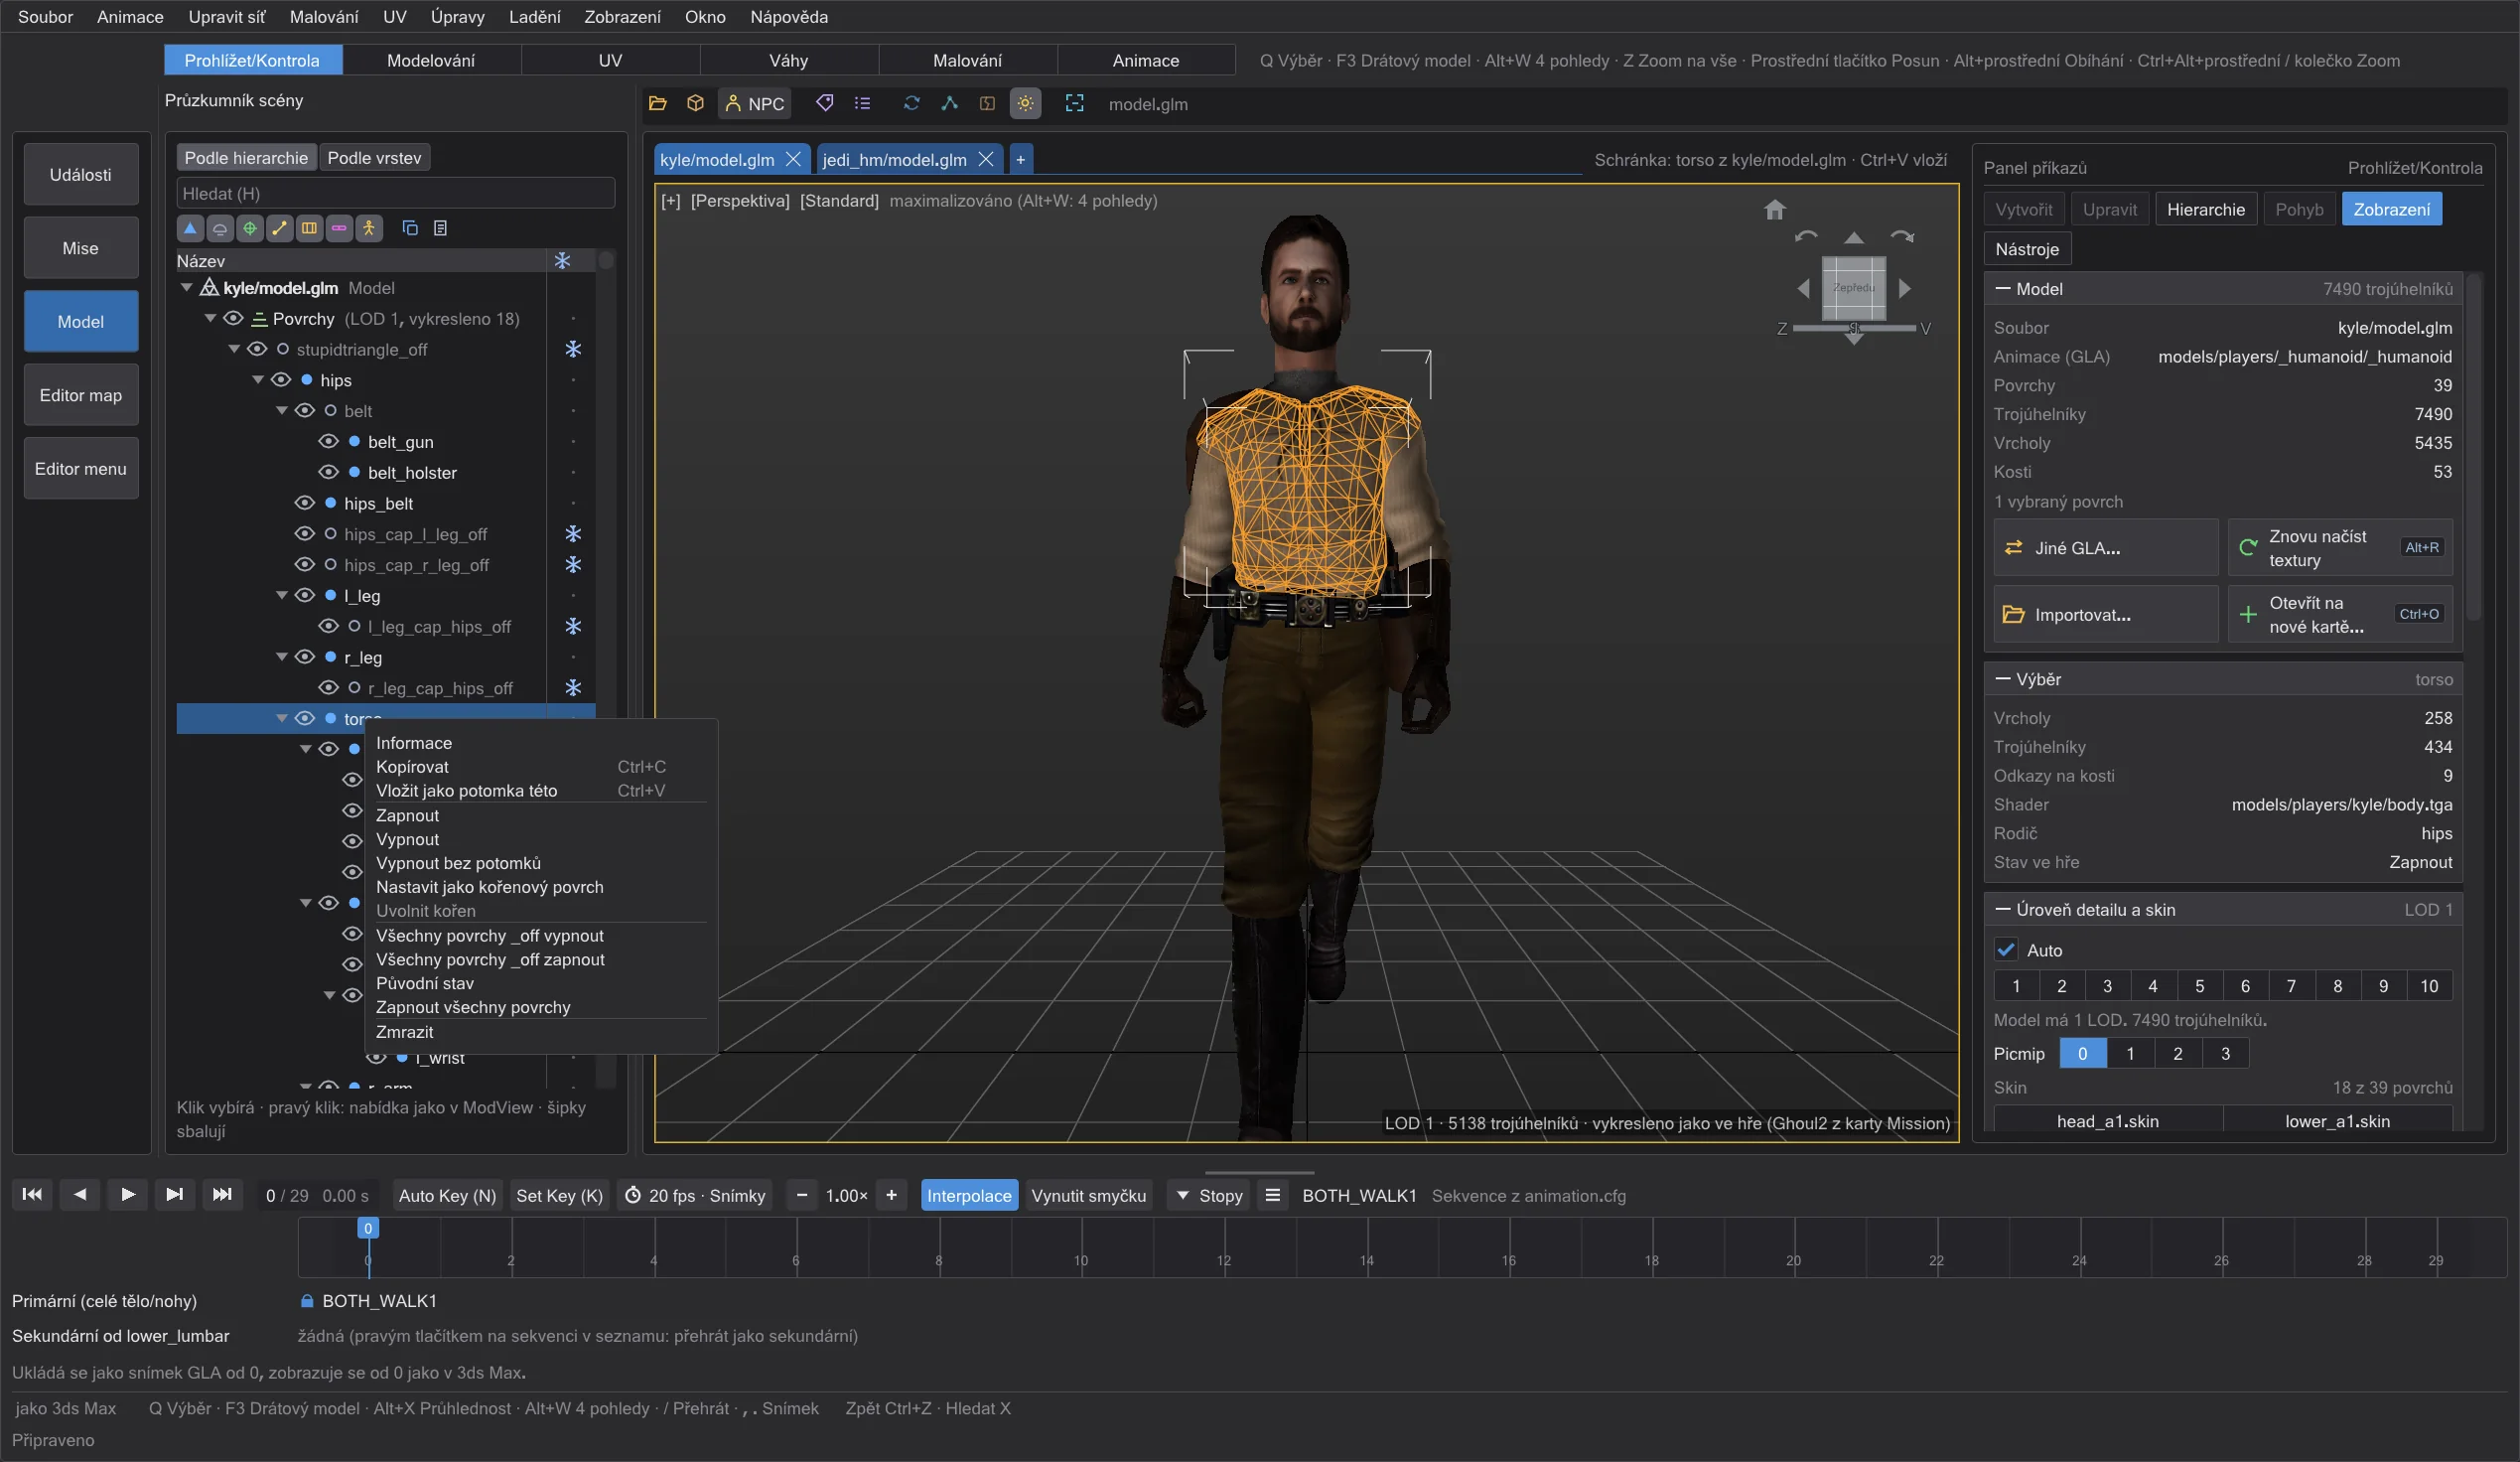 Soubor Animace Upravit síť Malování UV Úpravy Ladění Zobrazení Okno Nápověda
Prohlížet/Kontrola Modelování UV Váhy Malování Animace Q Výběr · F3 Drátový model · Alt+W 4 pohledy · Z Zoom na vše · Prostřední tlačítko Posun · Alt+prostřední Obíhání · Ctrl+Alt+prostřední / kolečko Zoom
Události
Mise
Model
Editor map
Editor menu
Průzkumník scény
Podle hierarchie Podle vrstev
Hledat (H)
Název
kyle/model.glm Model
Povrchy (LOD 1, vykresleno 18)
stupidtriangle_off
hips
belt
belt_gun
belt_holster
hips_belt
hips_cap_l_leg_off
hips_cap_r_leg_off
l_leg
l_leg_cap_hips_off
r_leg
r_leg_cap_hips_off
torso
Informace
Kopírovat Ctrl+C
Vložit jako potomka této Ctrl+V
Zapnout
Vypnout
Vypnout bez potomků
Nastavit jako kořenový povrch
Uvolnit kořen
Všechny povrchy _off vypnout
Všechny povrchy _off zapnout
Původní stav
Zapnout všechny povrchy
Zmrazit
l_wrist
r_arm
Klik vybírá · pravý klik: nabídka jako v ModView · šipky
sbalují
NPC model.glm
kyle/model.glm jedi_hm/model.glm + Schránka: torso z kyle/model.glm · Ctrl+V vloží
[+] [Perspektiva] [Standard] maximalizováno (Alt+W: 4 pohledy)
Zepředu
Z S V
LOD 1 · 5138 trojúhelníků · vykresleno jako ve hře (Ghoul2 z karty Mission)
Panel příkazů Prohlížet/Kontrola
Vytvořit Upravit Hierarchie Pohyb Zobrazení
Nástroje
Model 7490 trojúhelníků
Soubor kyle/model.glm
Animace (GLA) models/players/_humanoid/_humanoid
Povrchy 39
Trojúhelníky 7490
Vrcholy 5435
Kosti 53
1 vybraný povrch
Jiné GLA...
Znovu načíst textury Alt+R
Importovat...
Otevřít na nové kartě... Ctrl+O
Výběr torso
Vrcholy 258
Trojúhelníky 434
Odkazy na kosti 9
Shader models/players/kyle/body.tga
Rodič hips
Stav ve hře Zapnout
Úroveň detailu a skin LOD 1
Auto
1 2 3 4 5 6 7 8 9 10
Model má 1 LOD. 7490 trojúhelníků.
Picmip 0 1 2 3
Skin 18 z 39 povrchů
head_a1.skin lower_a1.skin
0 / 29 0.00 s Auto Key (N) Set Key (K) 20 fps · Snímky − 1.00× + Interpolace Vynutit smyčku Stopy BOTH_WALK1 Sekvence z animation.cfg
0
0 2 4 6 8 10 12 14 16 18 20 22 24 26 28 29
Primární (celé tělo/nohy) BOTH_WALK1
Sekundární od lower_lumbar žádná (pravým tlačítkem na sekvenci v seznamu: přehrát jako sekundární)
Ukládá se jako snímek GLA od 0, zobrazuje se od 0 jako v 3ds Max.
jako 3ds Max Q Výběr · F3 Drátový model · Alt+X Průhlednost · Alt+W 4 pohledy · / Přehrát · , . Snímek Zpět Ctrl+Z · Hledat X
Připraveno